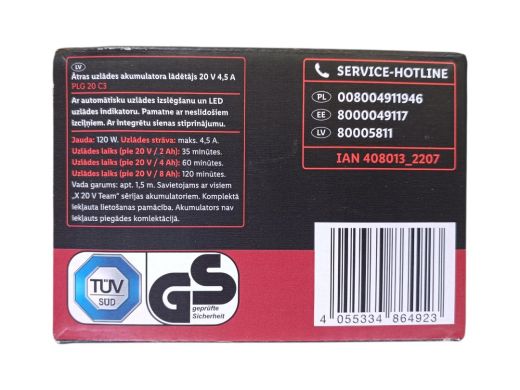 LV
Ātras uzlādes akumulatora lādētājs 20 V 4,5 A
PLG 20 C3
Ar automātisku uzlādes izslēgšanu un LED
uzlādes indikatoru. Pamatne ar neslīdošiem
izciļņiem. Ar integrētu sienas stiprinājumu.
Jauda: 120 W. Uzlādes strāva: maks. 4,5 A.
Uzlādes laiks (pie 20 V / 2 Ah): 35 minūtes.
Uzlādes laiks (pie 20 V / 4 Ah): 60 minūtes.
Uzlādes laiks (pie 20 V / 8 Ah): 120 minūtes.
Vada garums: apt. 1,5 m. Savietojams ar visiem
„X 20 V Team” sērijas akumulatoriem. Komplektā
iekļauta lietošanas pamācība. Akumulators nav
iekļauts piegādes komplektācijā.
SERVICE-HOTLINE
PL 008004911946
EE 8000049117
LV 80005811
IAN 408013_2207
TÜV
SÜD
GS
geprüfte
Sicherheit
4 055334 864923